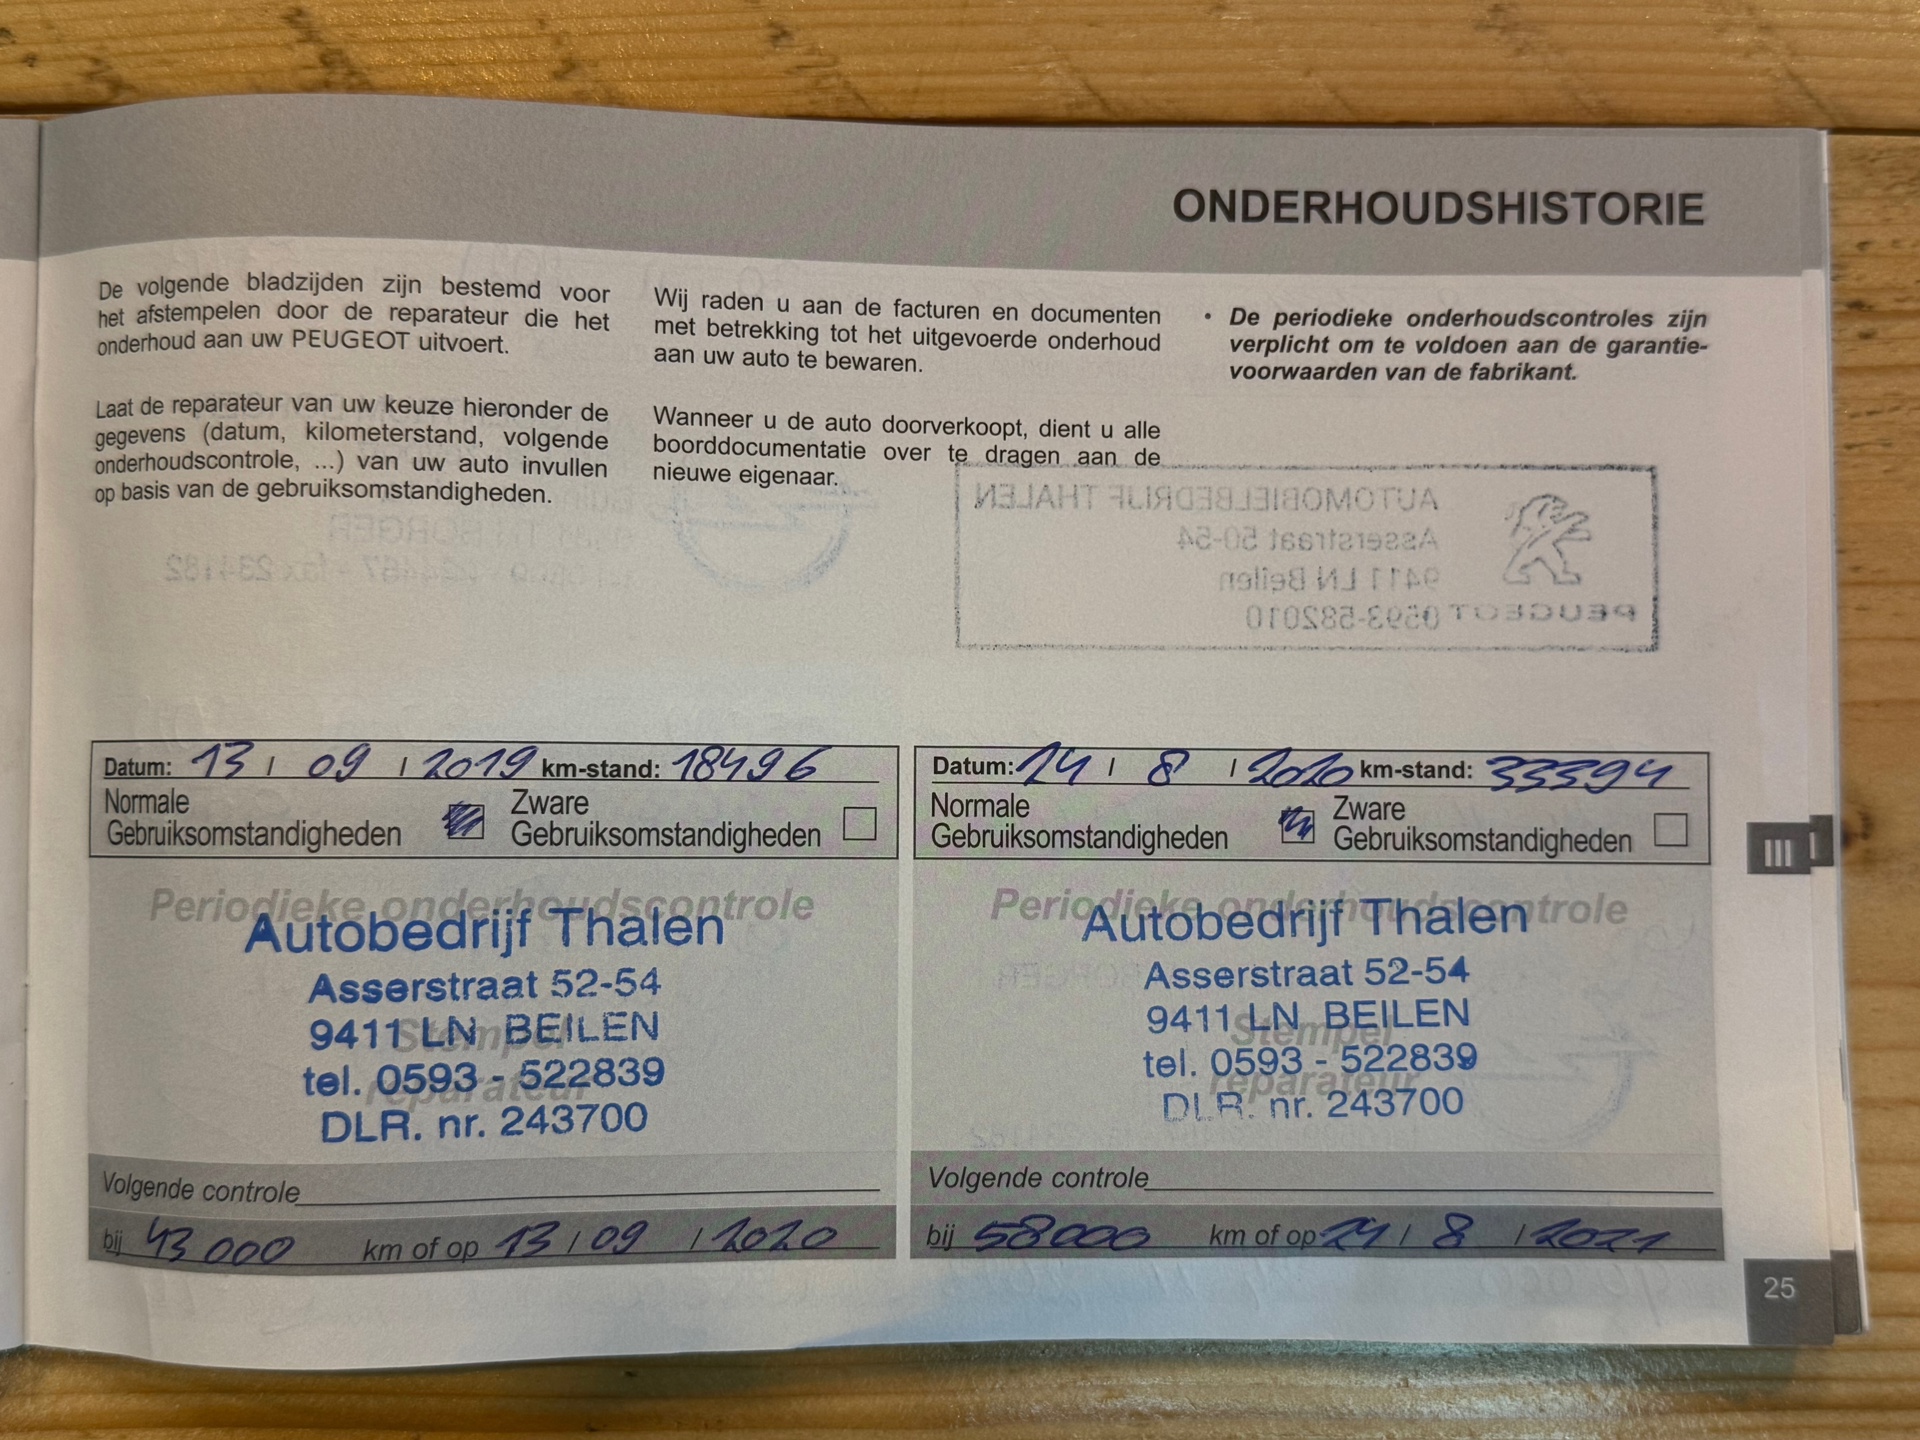 ONDERHOUDSHISTORIE
De volgende bladzijden zijn bestemd voor
het afstempelen door de reparateur die het
onderhoud aan uw PEUGEOT uitvoert.
Laat de reparateur van uw keuze hieronder de
gegevens (datum, kilometerstand, volgende
onderhoudscontrole, ...) van uw auto invullen
op basis van de gebruiksomstandigheden.
Wij raden u aan de facturen en documenten
met betrekking tot het uitgevoerde onderhoud
aan uw auto te bewaren.
Wanneer u de auto doorverkoopt, dient u alle
boorddocumentatie over te dragen aan de
nieuwe eigenaar.
• De periodieke onderhoudscontroles zijn
verplicht om te voldoen aan de garantie-
voorwaarden van de fabrikant.
AUTOMOBIELBEDRIJF THALEN
Asserstraat 50-54
9411 LN Beilen
PEUGEOT 0593-582010
Datum: 13 / 09 / 2019 km-stand: 18496
Normale
Gebruiksomstandigheden
Zware
Gebruiksomstandigheden
Periodieke onderhoudscontrole
Autobedrijf Thalen
Asserstraat 52-54
9411 LN BEILEN
Stempel
tel. 0593 - 522839
reparateur
DLR. nr. 243700
Volgende controle
bij 43 000 km of op 13 / 09 / 2020
Datum: 24 / 8 / 2020 km-stand: 33394
Normale
Gebruiksomstandigheden
Zware
Gebruiksomstandigheden
Periodieke onderhoudscontrole
Autobedrijf Thalen
Asserstraat 52-54
9411 LN BEILEN
Stempel
tel. 0593 - 522839
reparateur
DLR. nr. 243700
Volgende controle
bij 58000 km of op 24 / 8 / 2021
III
25